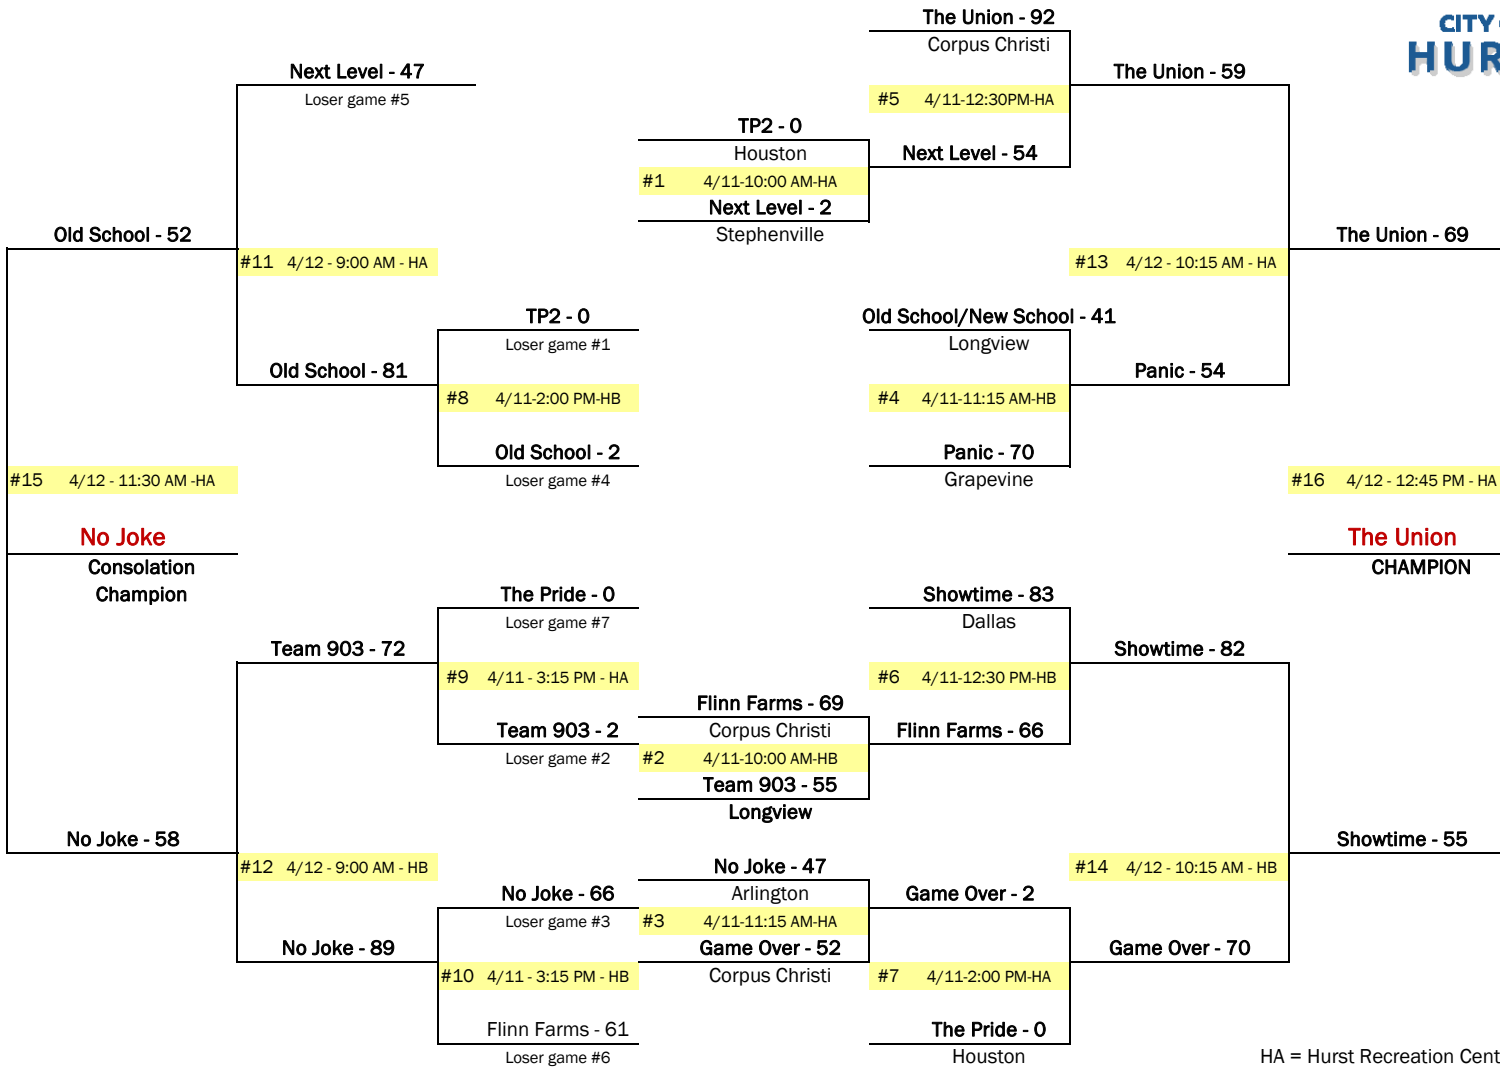 The Union - 92
CITY
Corpus Christi
HUR
Next Level - 47
The Union - 59
Loser game #5
#5 4/11-12:30PM-HA
TP2 - 0
Houston
Next Level - 54
#1 4/11-10:00 AM-HA
Next Level - 2
Stephenville
Old School - 52
The Union - 69
#11 4/12 - 9:00 AM - HA
#13 4/12 - 10:15 AM - HA
TP2 - 0
Old School/New School - 41
Loser game #1
Longview
Old School - 81
Panic - 54
#8 4/11-2:00 PM-HB
#4 4/11-11:15 AM-HB
Old School - 2
Panic - 70
#15 4/12 - 11:30 AM -HA
Loser game #4
Grapevine
#16 4/12 - 12:45 PM - HA
No Joke
The Union
Consolation
CHAMPION
Champion
The Pride - 0
Showtime - 83
Loser game #7
Dallas
Team 903 - 72
Showtime - 82
#9 4/11 - 3:15 PM - HA
#6 4/11-12:30 PM-HB
Flinn Farms - 69
Team 903 - 2
Corpus Christi
Flinn Farms - 66
Loser game #2
#2 4/11-10:00 AM-HB
Team 903 - 55
Longview
No Joke - 58
Showtime - 55
#12 4/12 - 9:00 AM - HB
No Joke - 47
#14 4/12 - 10:15 AM - HB
No Joke - 66
Arlington
Game Over - 2
Loser game #3
#3 4/11-11:15 AM-HA
No Joke - 89
Game Over - 52
Game Over - 70
#10 4/11 - 3:15 PM - HB
Corpus Christi
#7 4/11-2:00 PM-HA
Flinn Farms - 61
The Pride - 0
Loser game #6
Houston
HA = Hurst Recreation Cent